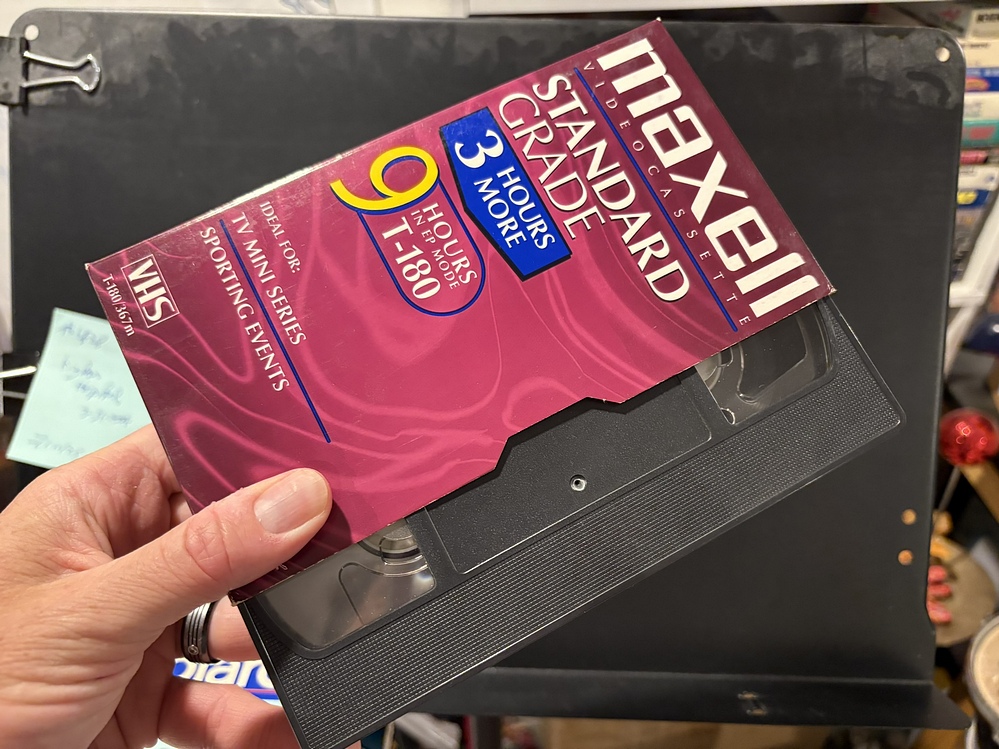 maxell
VIDEOCASSETTE
STANDARD
GRADE
3 HOURS
MORE
9 HOURS
IN EP MODE
T-180
IDEAL FOR:
TV MINI SERIES
SPORTING EVENTS
VHS
T-180/367m